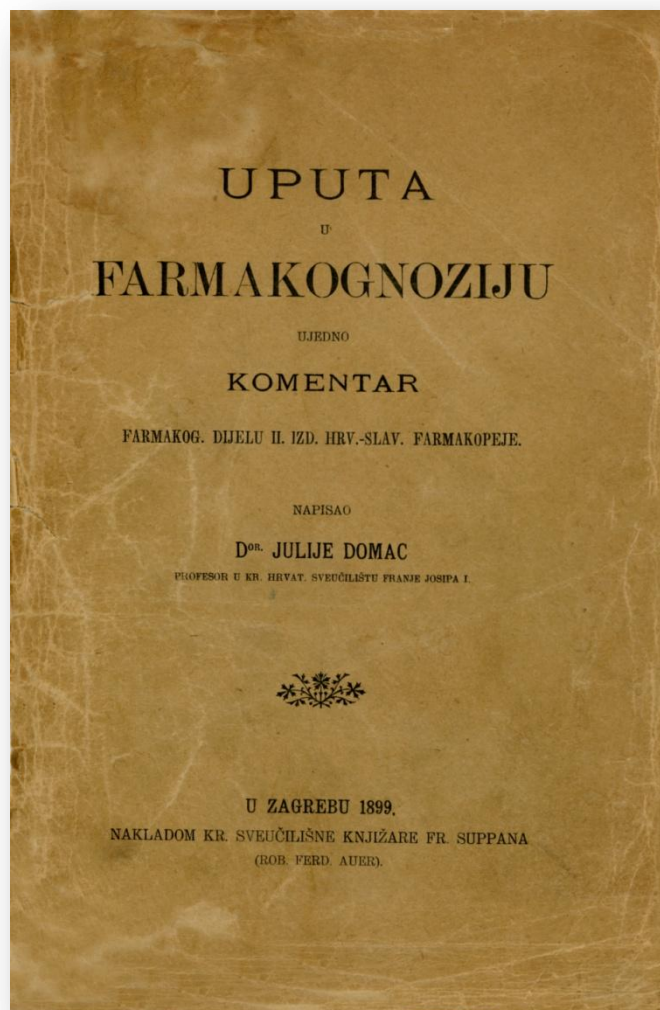 UPUTA
U
FARMAKOGNOZIJU
UJEDNO
KOMENTAR
FARMAKOG. DIJELU II. IZD. HRV.-SLAV. FARMAKOPEJE.
NAPISAO
DOR. JULIJE DOMAC
PROFESOR U KR. HRVAT. SVEUČILIŠTU FRANJE JOSIPA I.
U ZAGREBU 1899.
NAKLADOM KR. SVEUČILIŠNE KNJIŽARE FR. SUPPANA
(ROB. FERD. AUER).